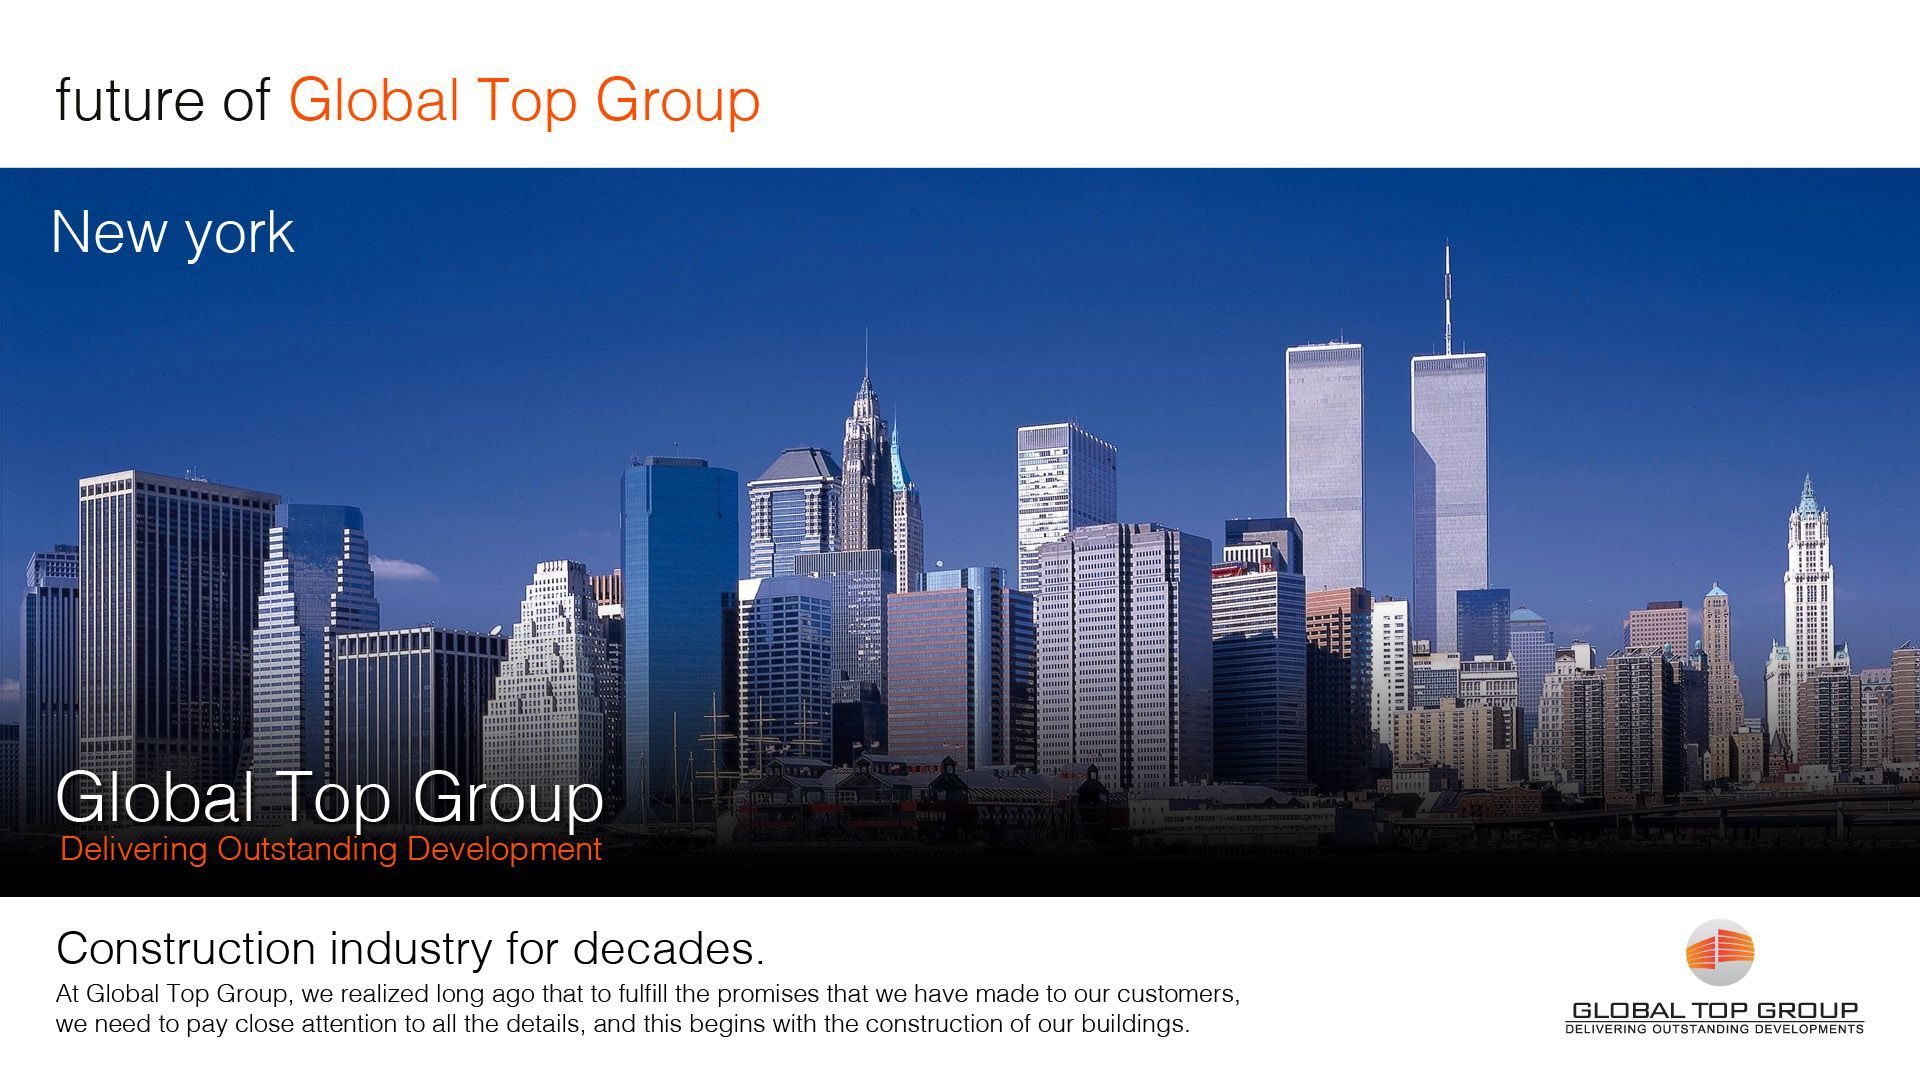 future of Global Top Group
New york
Global Top Group
Delivering Outstanding Development
Construction industry for decades.
At Global Top Group, we realized long ago that to fulfill the promises that we have made to our customers,
we need to pay close attention to all the details, and this begins with the construction of our buildings.
GLOBAL TOP GROUP
DELIVERING OUTSTANDING DEVELOPMENTS